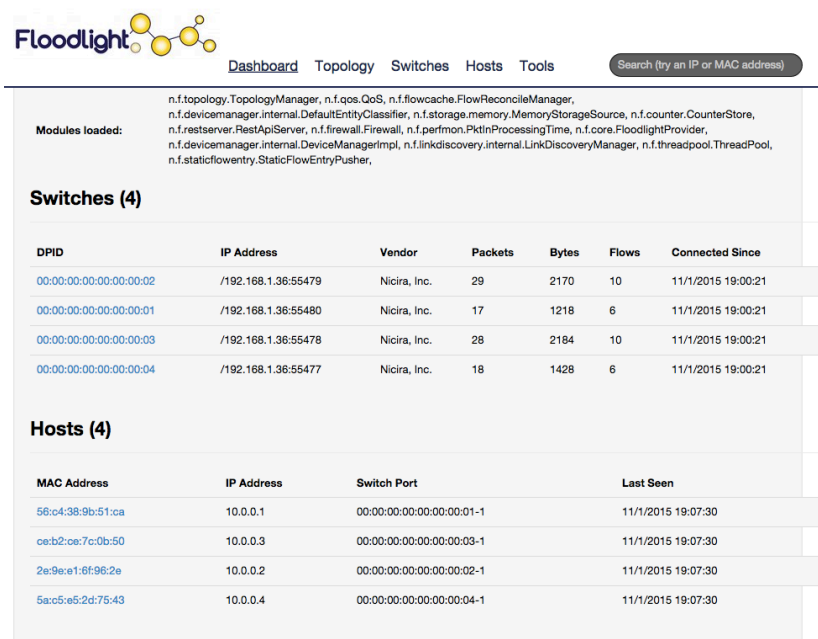 Floodlight
Dashboard Topology Switches Hosts Tools Search (try an IP or MAC address)
n.f.topology.TopologyManager, n.f.qos.QoS, n.f.flowcache.FlowReconcileManager,
n.f.devicemanager.internal.DefaultEntityClassifier, n.f.storage.memory.MemoryStorageSource, n.f.counter.CounterStore,
Modules loaded: n.f.restserver.RestApiServer, n.f.firewall.Firewall, n.f.perfmon.PktInProcessingTime, n.f.core.FloodlightProvider,
n.f.devicemanager.internal.DeviceManagerImpl, n.f.linkdiscovery.internal.LinkDiscoveryManager, n.f.threadpool.ThreadPool,
n.f.staticflowentry.StaticFlowEntryPusher,
Switches (4)
DPID IP Address Vendor Packets Bytes Flows Connected Since
00:00:00:00:00:00:00:02 /192.168.1.36:55479 Nicira, Inc. 29 2170 10 11/1/2015 19:00:21
00:00:00:00:00:00:00:01 /192.168.1.36:55480 Nicira, Inc. 17 1218 6 11/1/2015 19:00:21
00:00:00:00:00:00:00:03 /192.168.1.36:55478 Nicira, Inc. 28 2184 10 11/1/2015 19:00:21
00:00:00:00:00:00:00:04 /192.168.1.36:55477 Nicira, Inc. 18 1428 6 11/1/2015 19:00:21
Hosts (4)
MAC Address IP Address Switch Port Last Seen
56:c4:38:9b:51:ca 10.0.0.1 00:00:00:00:00:00:00:01-1 11/1/2015 19:07:30
ce:b2:ce:7c:0b:50 10.0.0.3 00:00:00:00:00:00:00:03-1 11/1/2015 19:07:30
2e:9e:e1:6f:96:2e 10.0.0.2 00:00:00:00:00:00:00:02-1 11/1/2015 19:07:30
5a:c5:e5:2d:75:43 10.0.0.4 00:00:00:00:00:00:00:04-1 11/1/2015 19:07:30